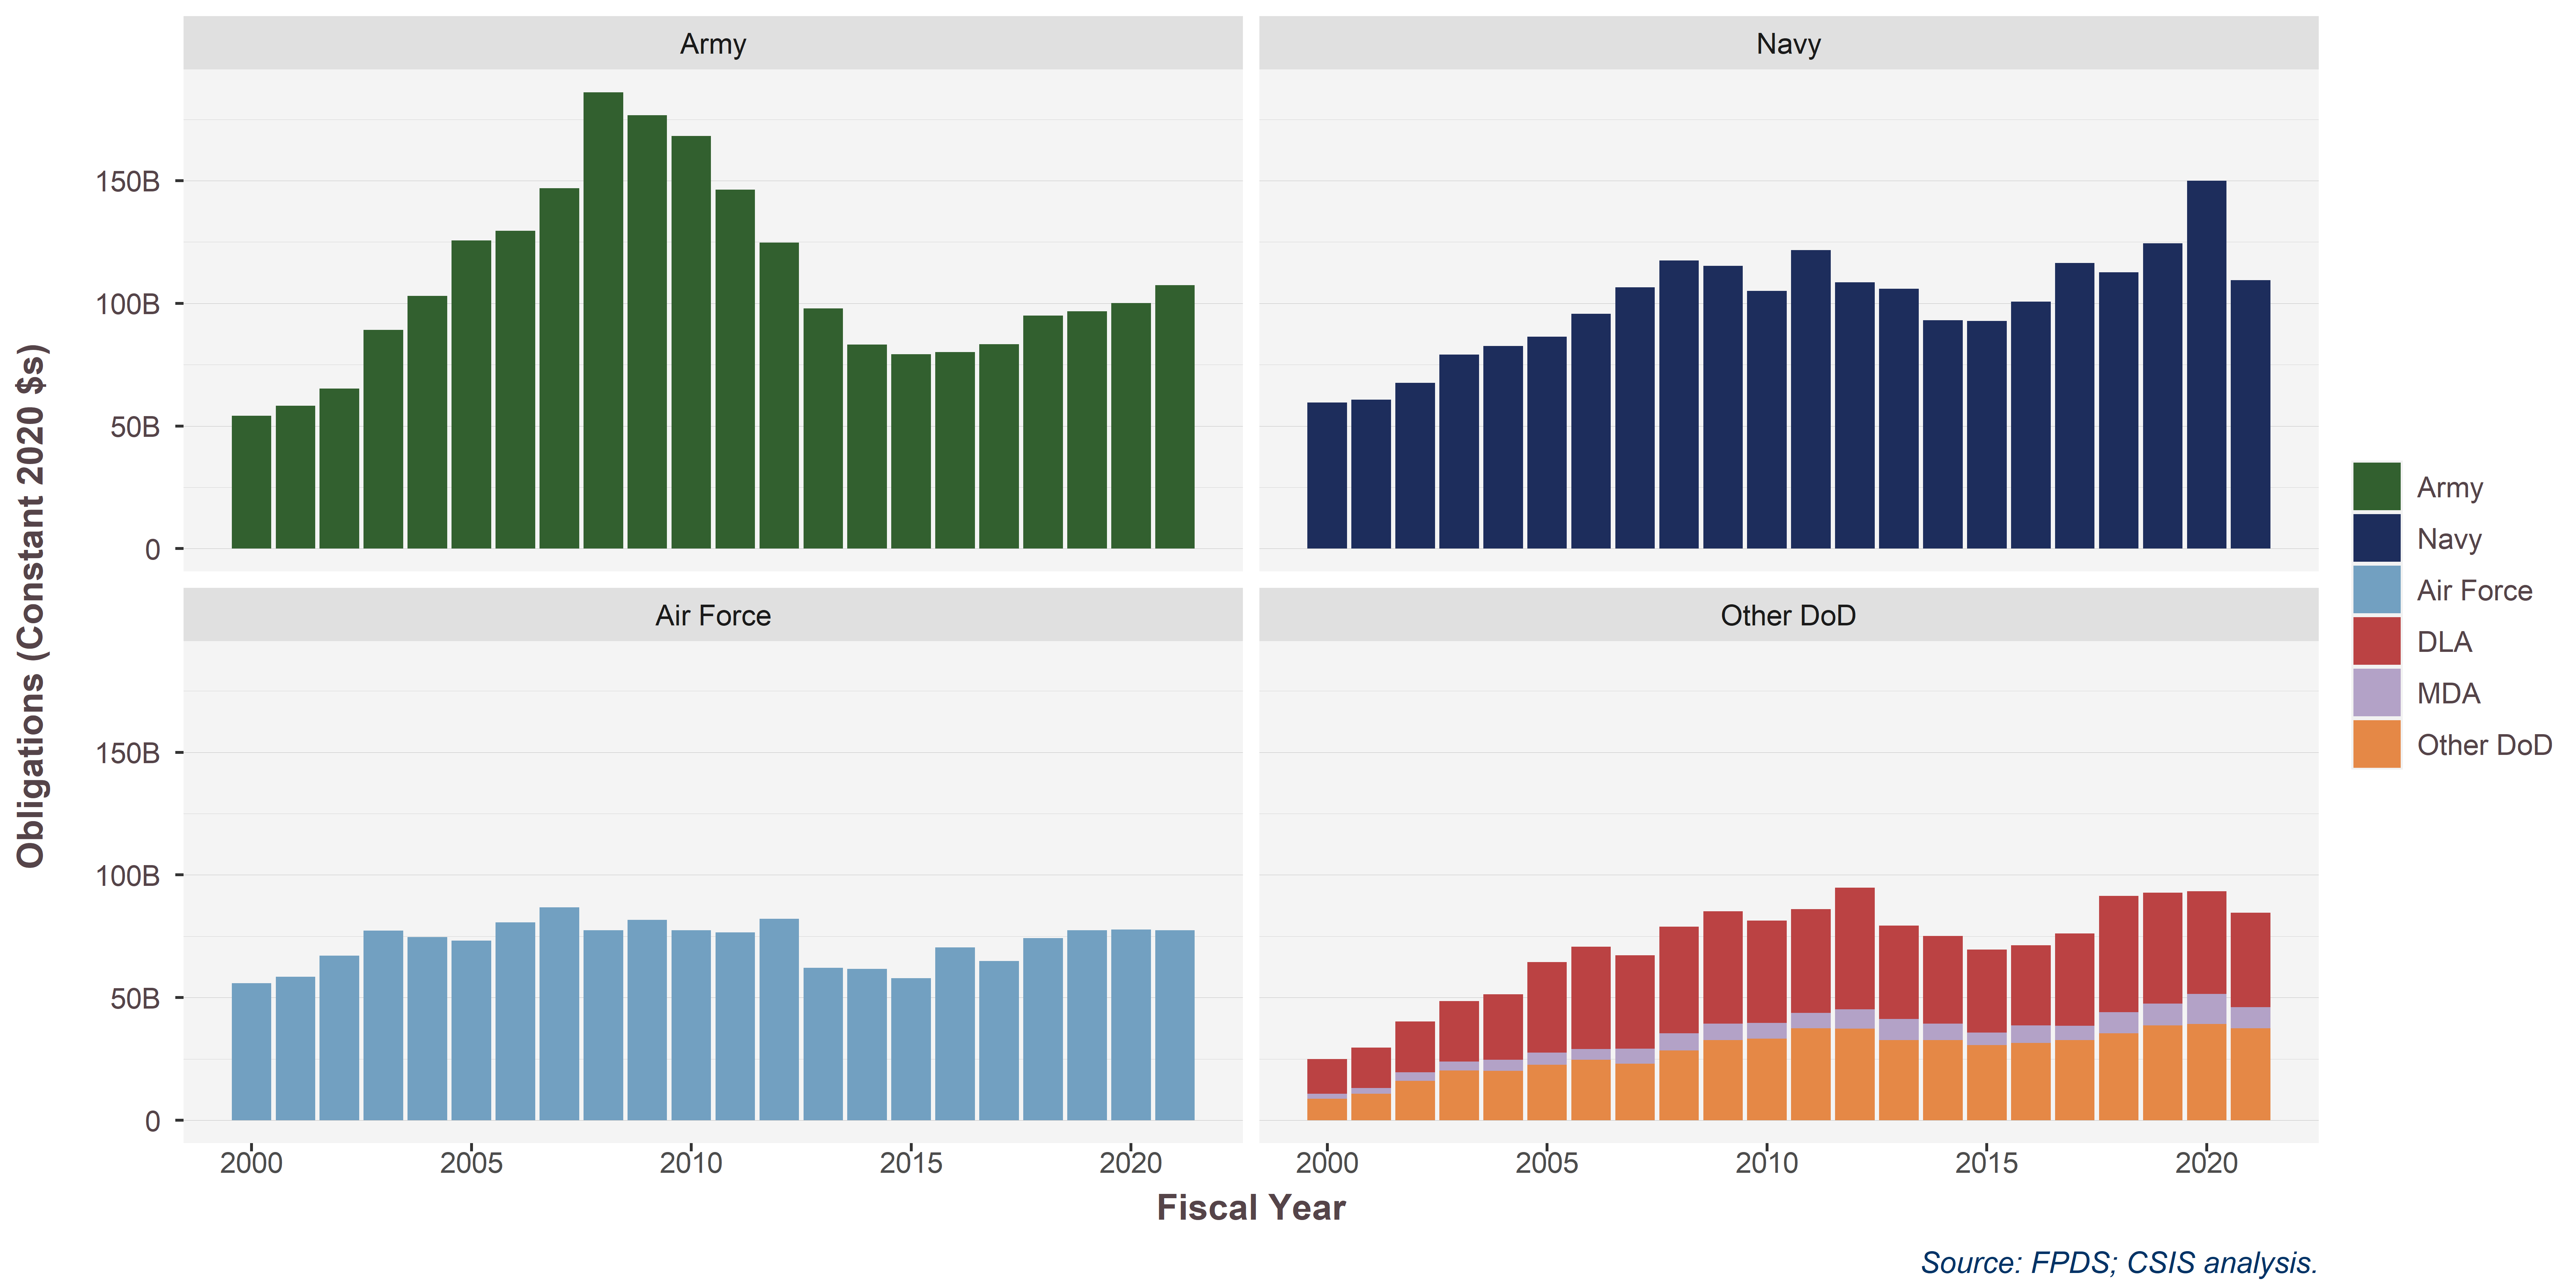 Army
Navy
150B
100B
50B
0
Air Force
Other DoD
150B
100B
50B
0
2000
2005
2010
2015
2020
2000
2005
2010
2015
2020
Fiscal Year
Obligations (Constant 2020 $s)
Army
Navy
Air Force
DLA
MDA
Other DoD
Source: FPDS; CSIS analysis.